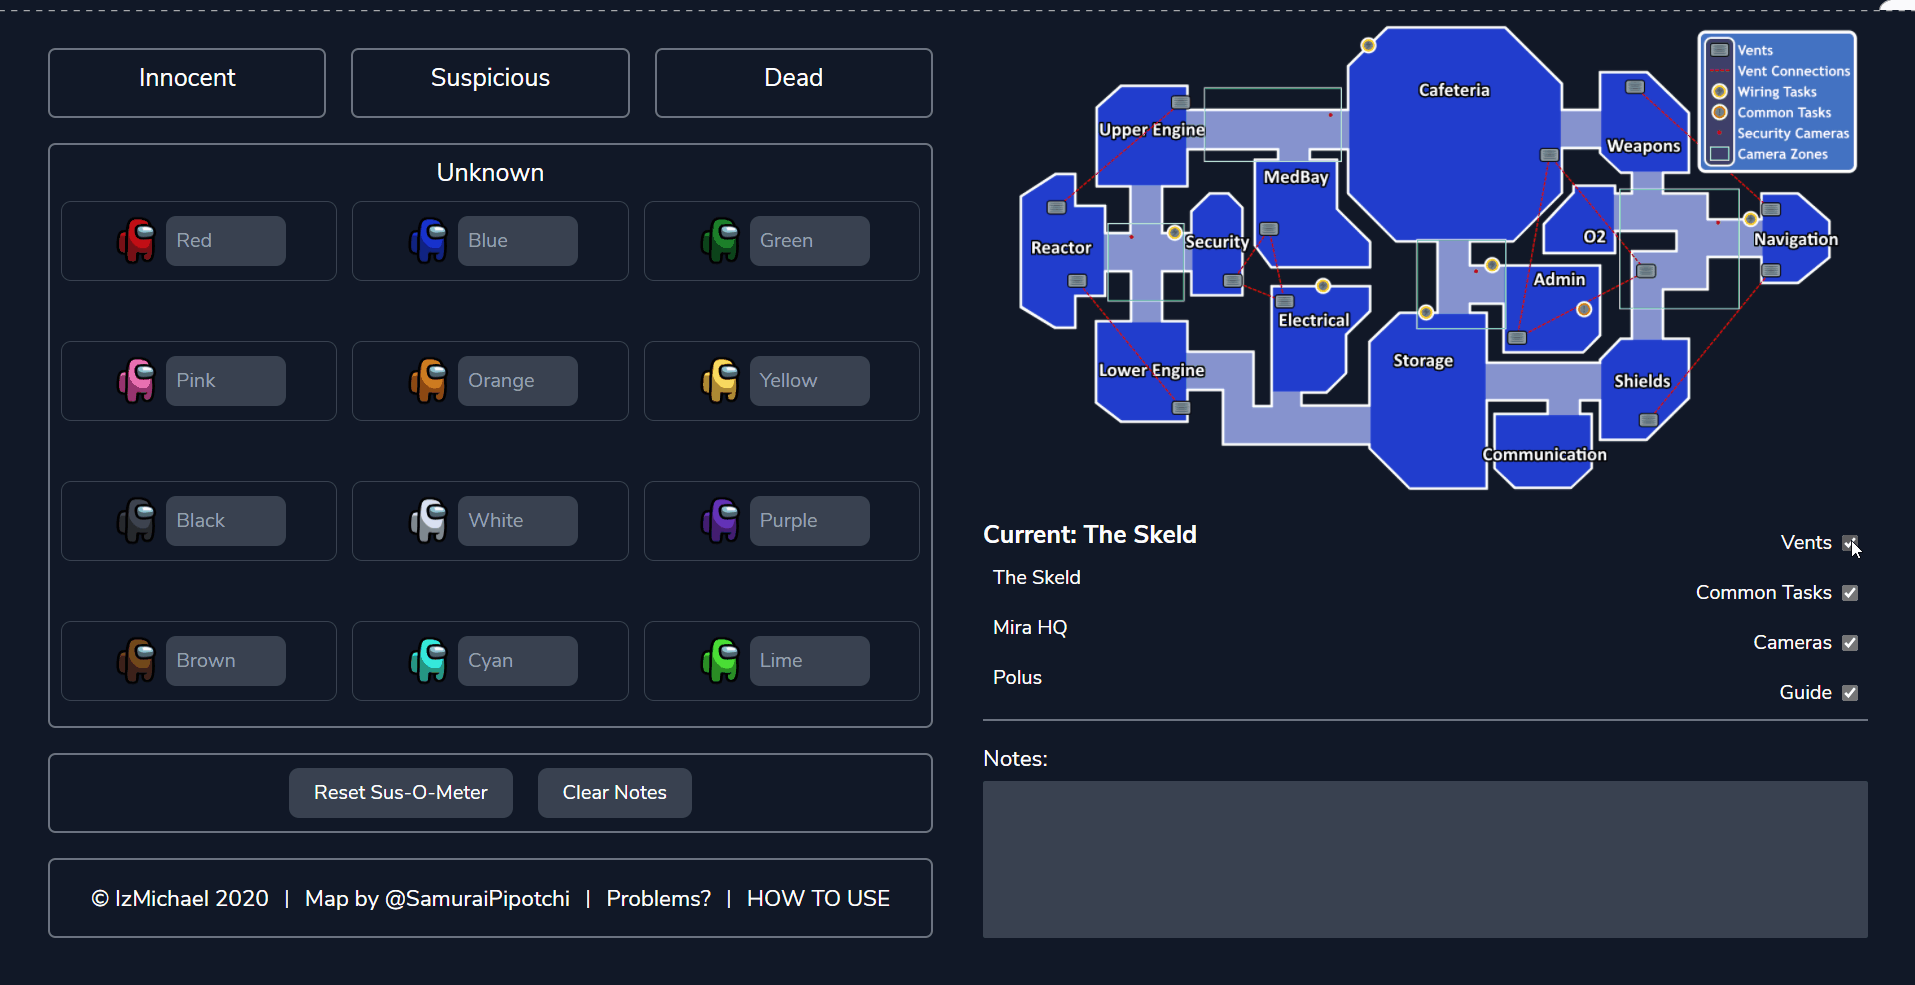 Innocent
Suspicious
Dead
Unknown
Red
Blue
Green
Pink
Orange
Yellow
Black
White
Purple
Brown
Cyan
Lime
Reset Sus-O-Meter
Clear Notes
© IzMichael 2020 | Map by @SamuraiPipotchi | Problems? | HOW TO USE
Cafeteria
Upper Engine
Weapons
MedBay
O2
Navigation
Reactor
Security
Admin
Electrical
Storage
Lower Engine
Shields
Communication
Vents
Vent Connections
Wiring Tasks
Common Tasks
Security Cameras
Camera Zones
Current: The Skeld
The Skeld
Mira HQ
Polus
Vents
Common Tasks
Cameras
Guide
Notes: